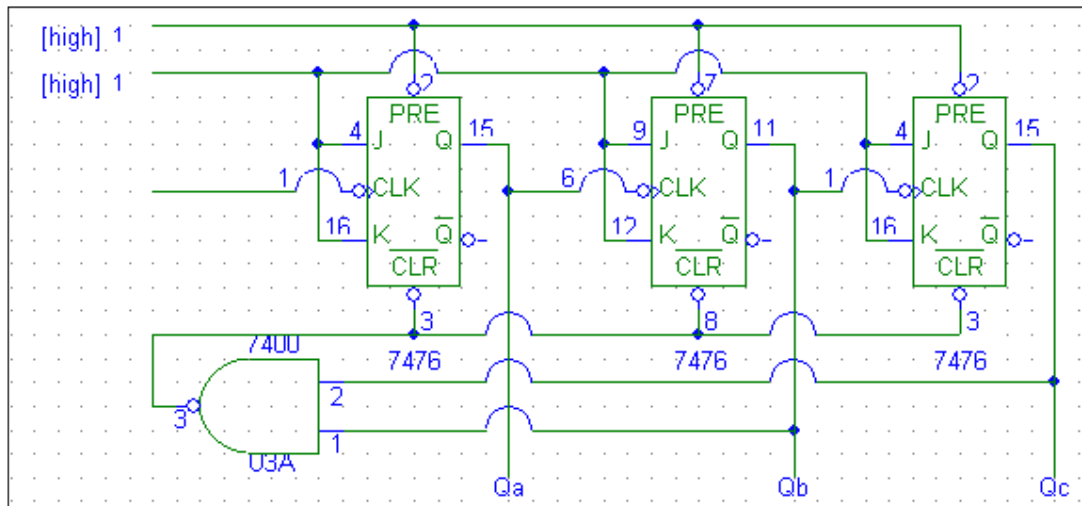 [high] 1
[high] 1
2 7 2
PRE PRE PRE
4 J Q 15 9 J Q 11 4 J Q 15
1 CLK 6 CLK 1 CLK
16 K Q 12 K Q 16 K Q
CLR CLR CLR
3 8 3
7400 7476 7476 7476
2
3
1
U3A
Qa Qb Qc